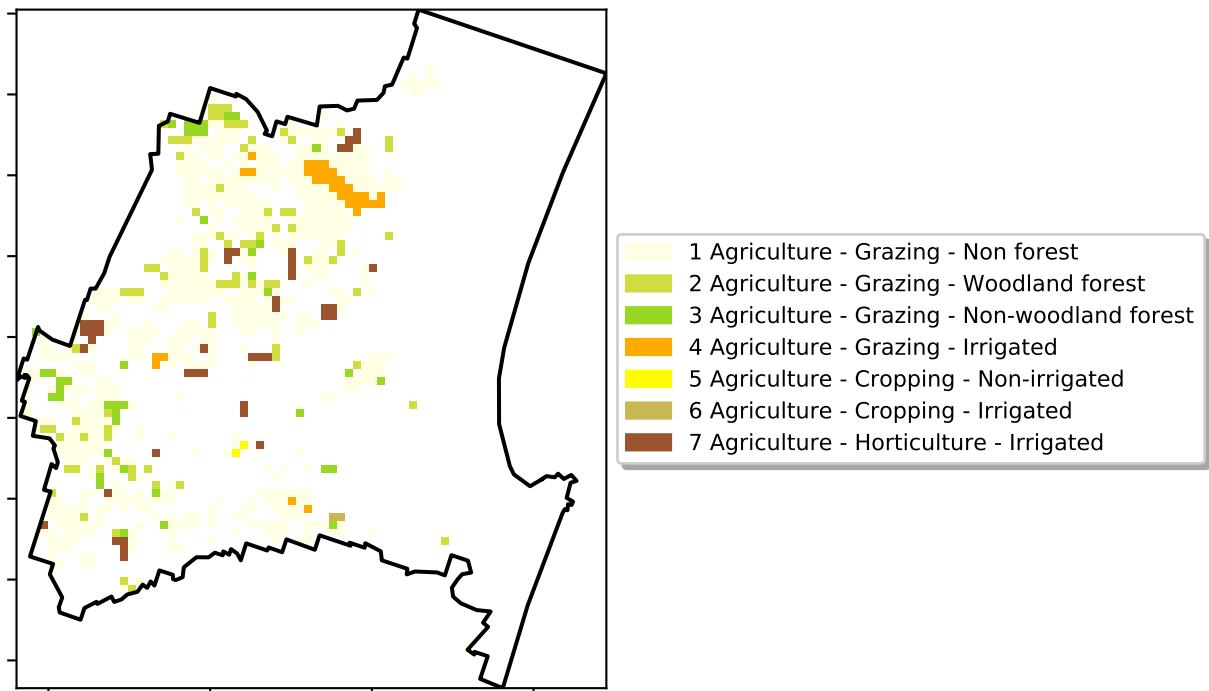 1 Agriculture - Grazing - Non forest
2 Agriculture - Grazing - Woodland forest
3 Agriculture - Grazing - Non-woodland forest
4 Agriculture - Grazing - Irrigated
5 Agriculture - Cropping - Non-irrigated
6 Agriculture - Cropping - Irrigated
7 Agriculture - Horticulture - Irrigated